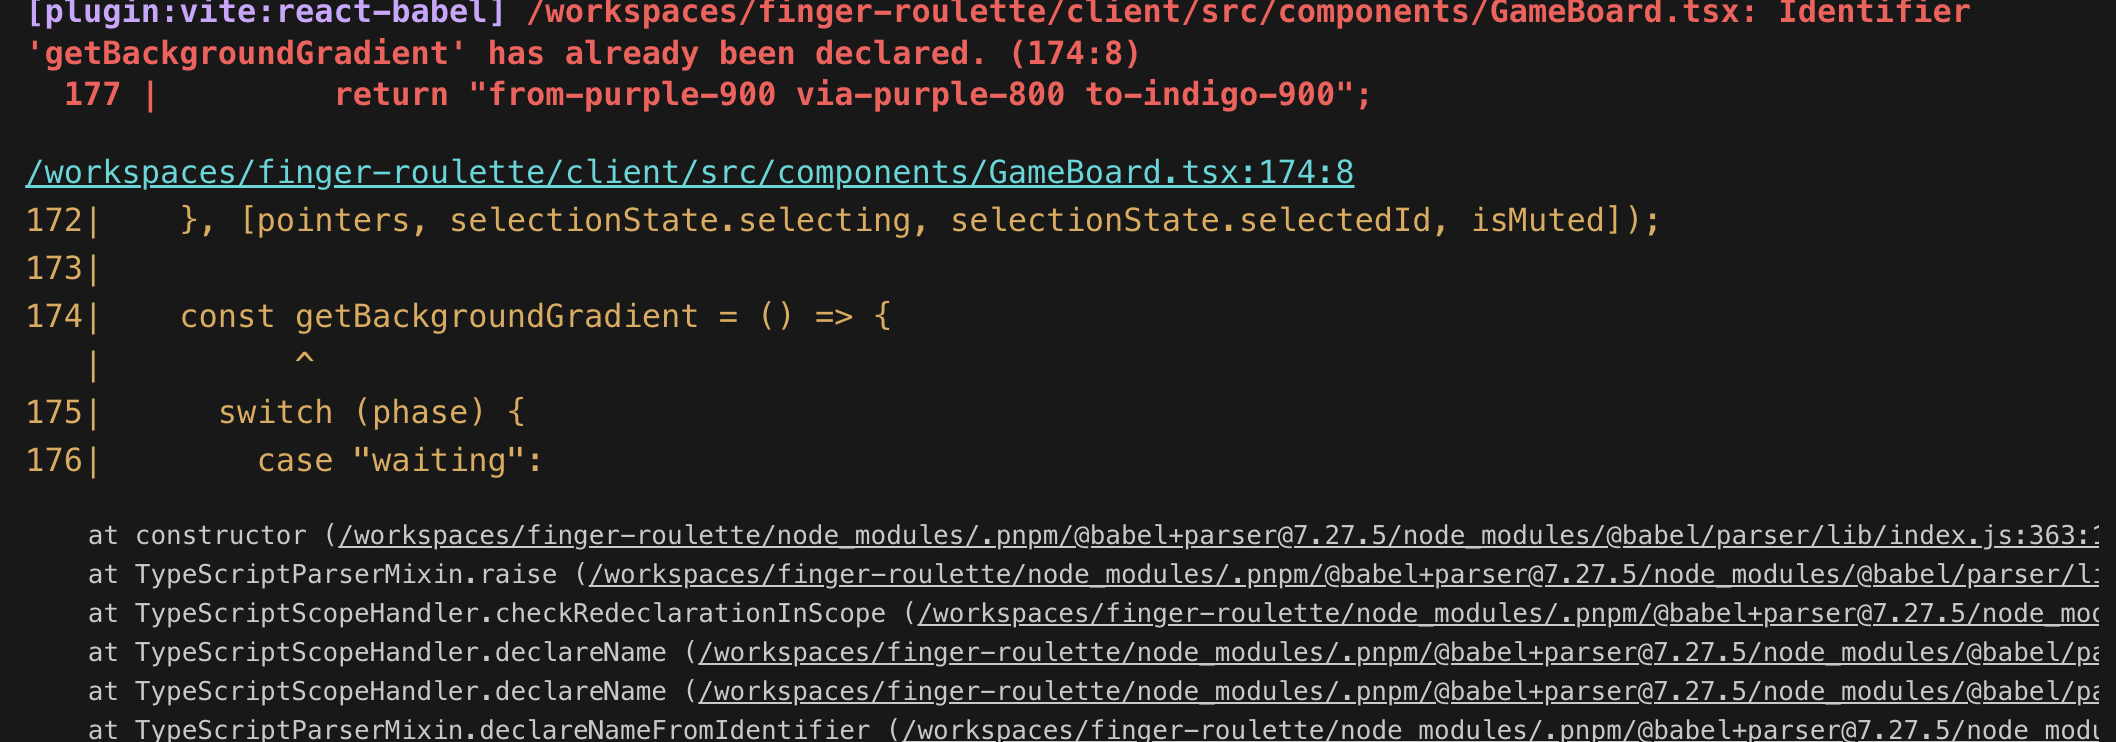 [plugin:vite:react-babel] /workspaces/finger-roulette/client/src/components/GameBoard.tsx: Identifier
'getBackgroundGradient' has already been declared. (174:8)
  177 |         return "from-purple-900 via-purple-800 to-indigo-900";
/workspaces/finger-roulette/client/src/components/GameBoard.tsx:174:8
172|    }, [pointers, selectionState.selecting, selectionState.selectedId, isMuted]);
173|
174|    const getBackgroundGradient = () => {
   |          ^
175|      switch (phase) {
176|        case "waiting":
    at constructor (/workspaces/finger-roulette/node_modules/.pnpm/@babel+parser@7.27.5/node_modules/@babel/parser/lib/index.js:363:1
    at TypeScriptParserMixin.raise (/workspaces/finger-roulette/node_modules/.pnpm/@babel+parser@7.27.5/node_modules/@babel/parser/li
    at TypeScriptScopeHandler.checkRedeclarationInScope (/workspaces/finger-roulette/node_modules/.pnpm/@babel+parser@7.27.5/node_mod
    at TypeScriptScopeHandler.declareName (/workspaces/finger-roulette/node_modules/.pnpm/@babel+parser@7.27.5/node_modules/@babel/pa
    at TypeScriptScopeHandler.declareName (/workspaces/finger-roulette/node_modules/.pnpm/@babel+parser@7.27.5/node_modules/@babel/pa
    at TypeScriptParserMixin.declareNameFromIdentifier (/workspaces/finger-roulette/node_modules/.pnpm/@babel+parser@7.27.5/node_modu